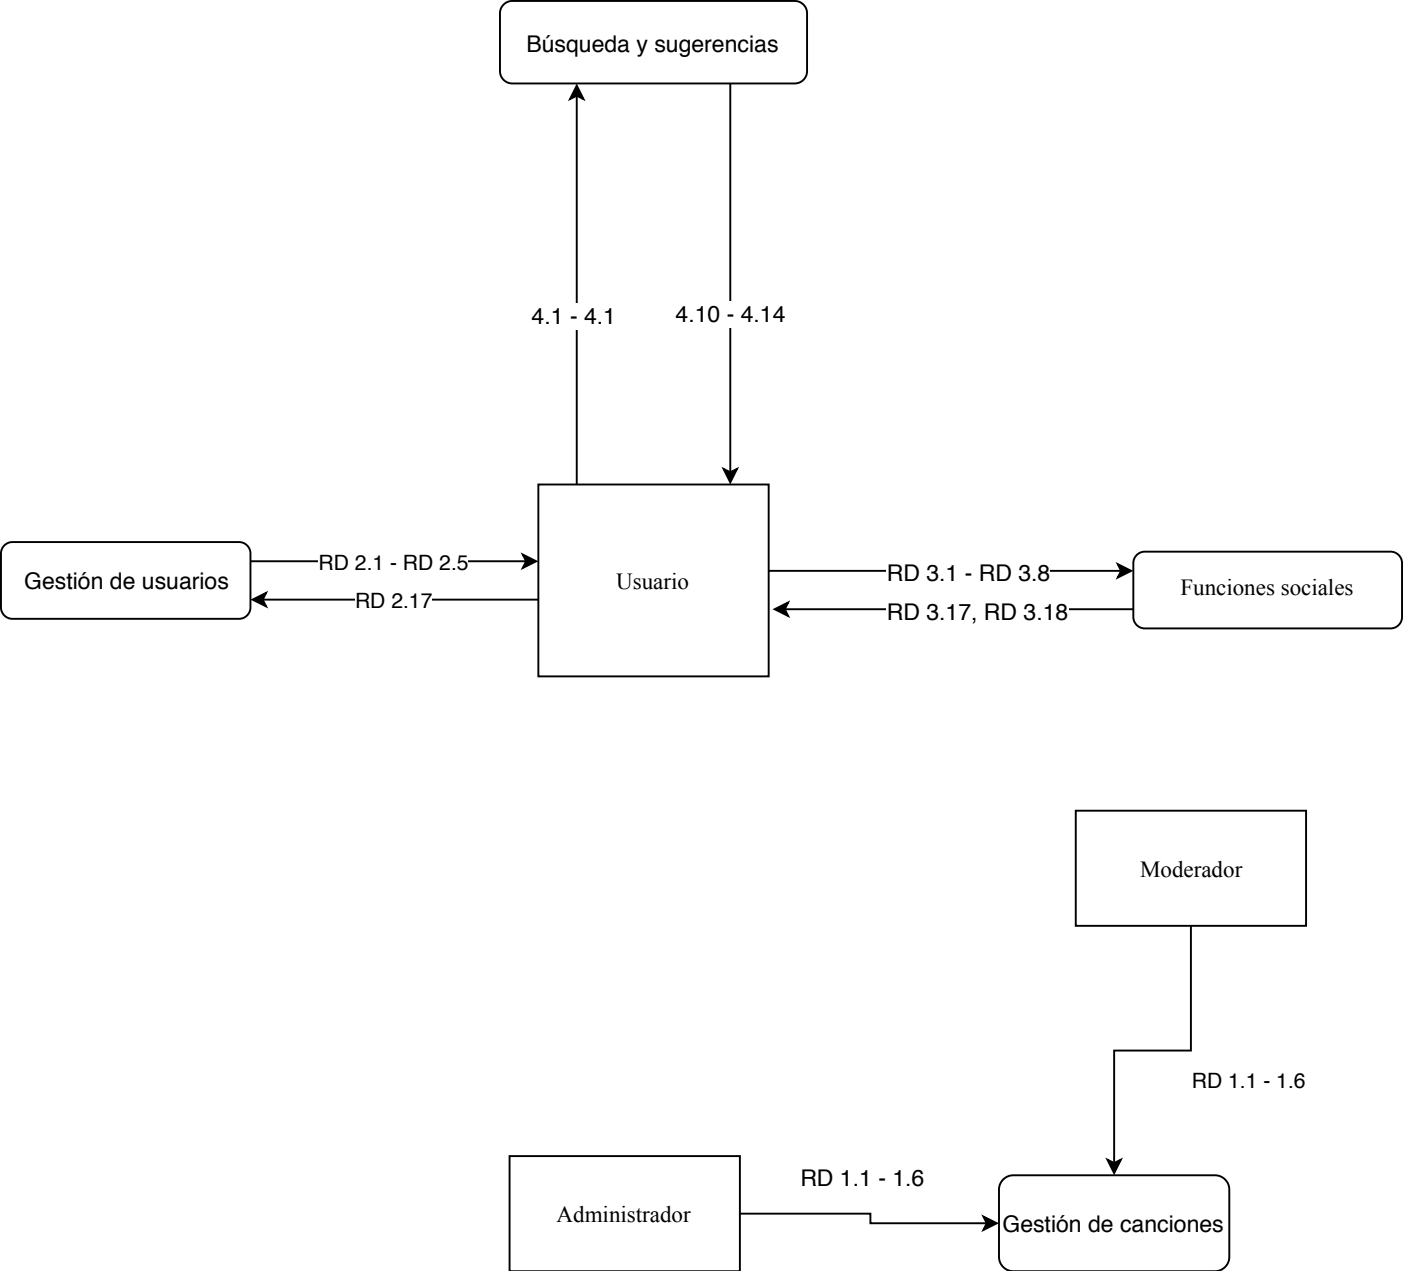 Búsqueda y sugerencias
4.1 - 4.1
4.10 - 4.14
Gestión de usuarios
RD 2.1 - RD 2.5
RD 2.17
Usuario
RD 3.1 - RD 3.8
RD 3.17, RD 3.18
Funciones sociales
Moderador
RD 1.1 - 1.6
Administrador
RD 1.1 - 1.6
Gestión de canciones